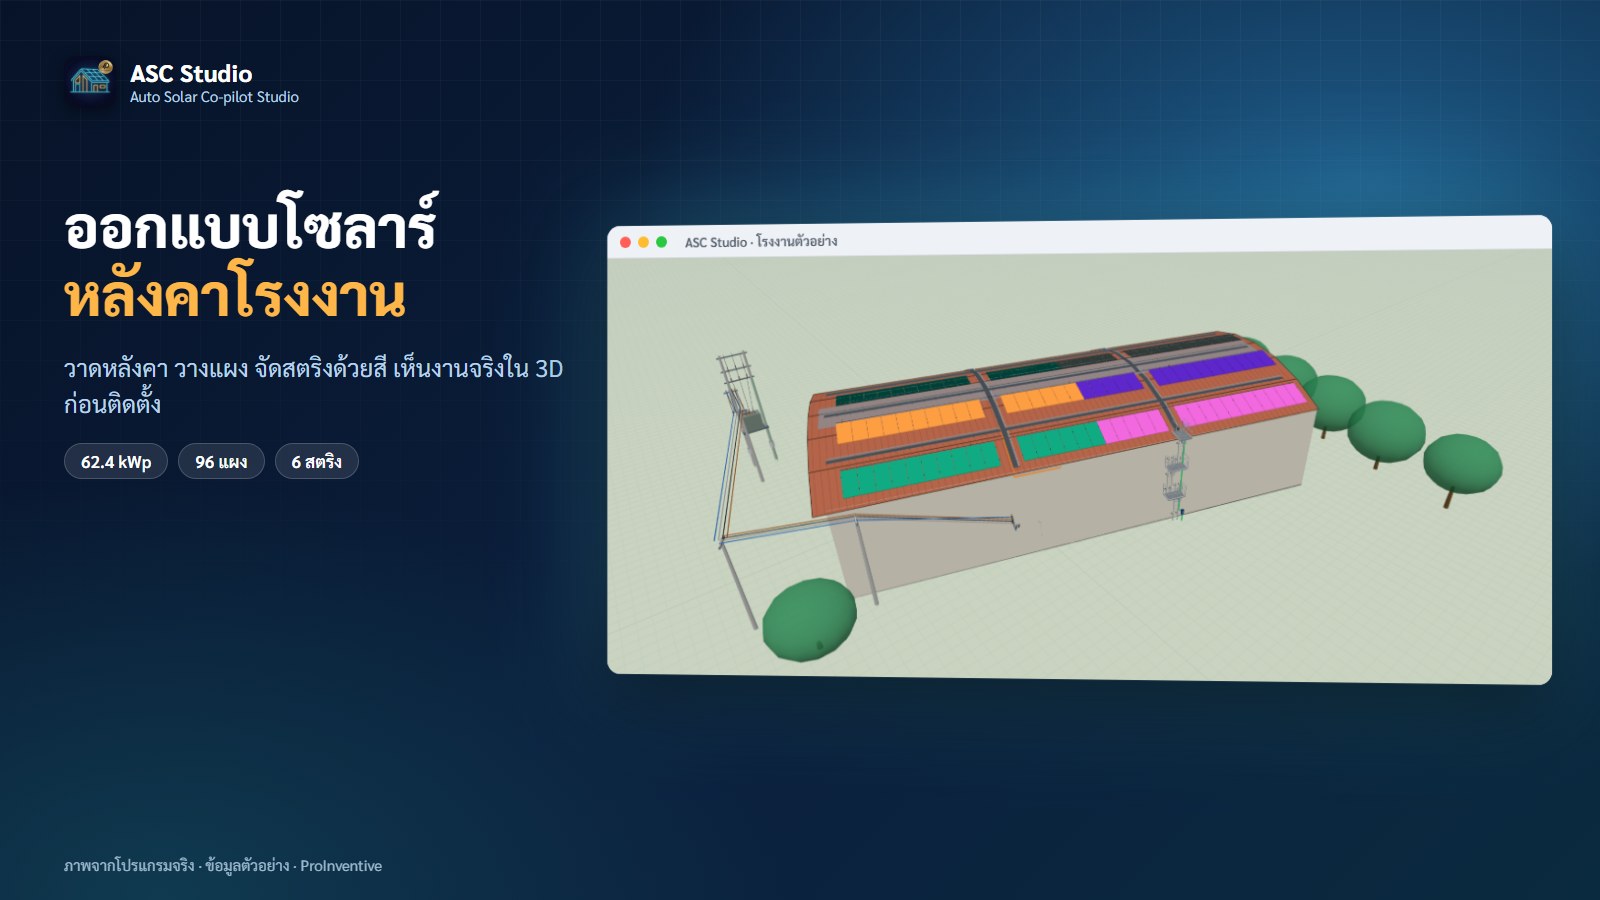 ASC Studio
Auto Solar Co-pilot Studio
ออกแบบโซลาร์
หลังคาโรงงาน
วาดหลังคา วางแผง จัดสตริงด้วยสี เห็นงานจริงใน 3D
ก่อนติดตั้ง
62.4 kWp
96 แผง
6 สตริง
ASC Studio · โรงงานตัวอย่าง
ภาพจากโปรแกรมจริง · ข้อมูลตัวอย่าง · ProInventive